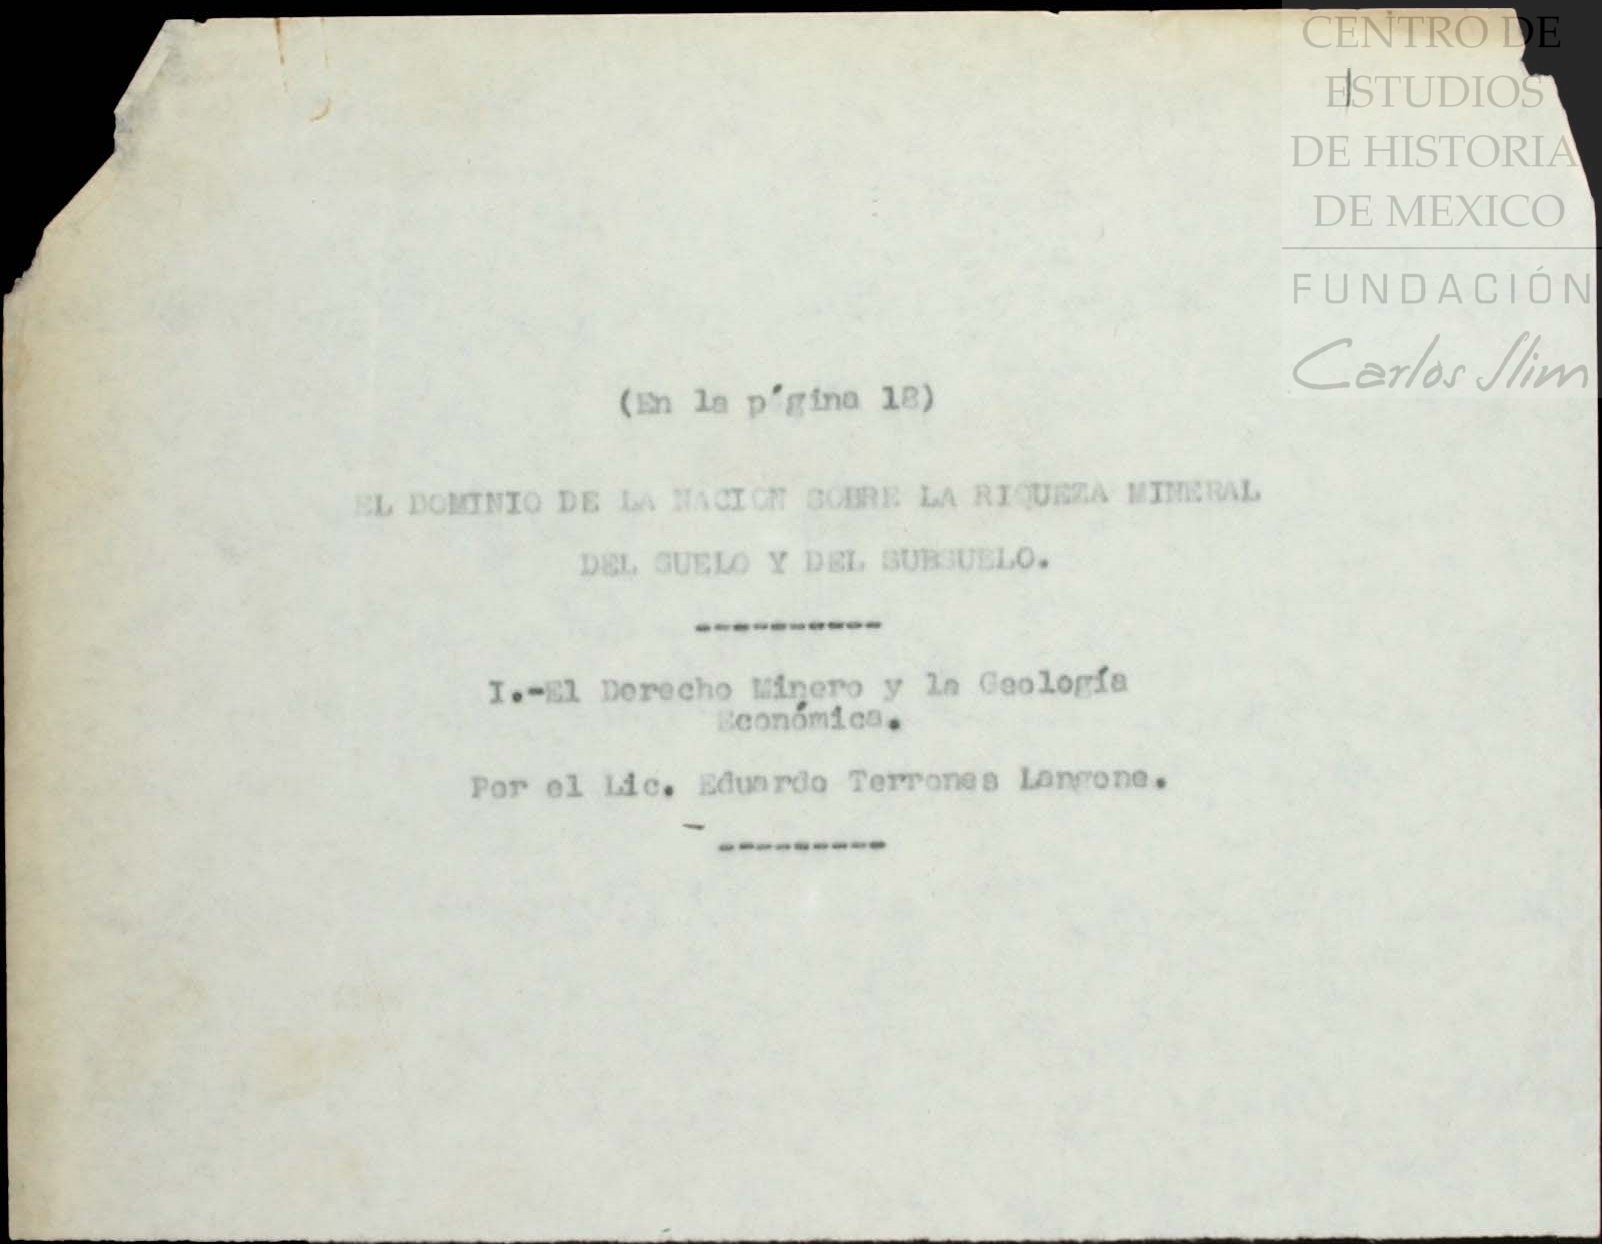 CENTRO DE
ESTUDIOS
DE HISTORIA
DE MEXICO
FUNDACIÓN
Carlos Slim
(En la p´gina 18)
EL DOMINIO DE LA NACION SOBRE LA RIQUEZA MINERAL
DEL SUELO Y DEL SUBSUELO.
----------
I.-El Derecho Minero y la Geología
Económica.
Por el Lic. Eduardo Terrones Langone.
---------